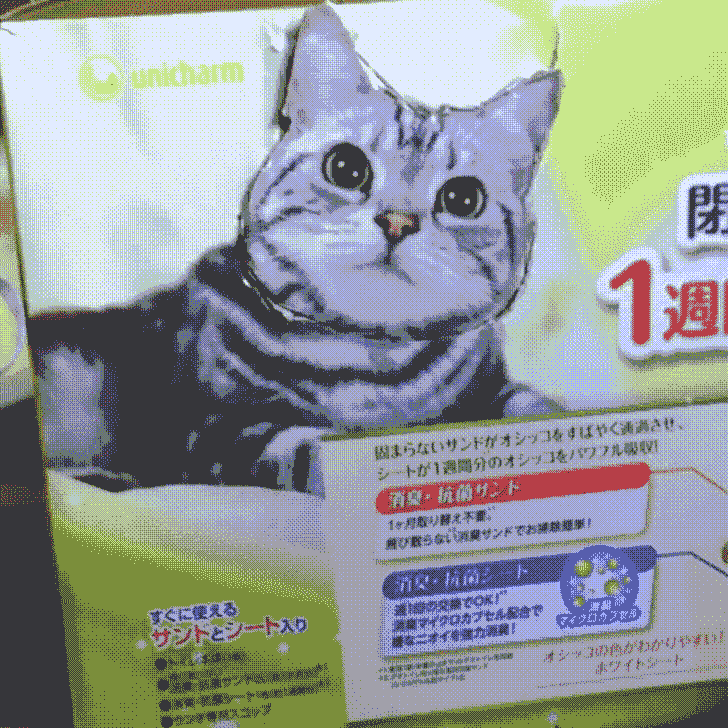 unicharm
閉
1週間
固まらないサンドがオシッコをすばやく通過させ、
シートが1週間分のオシッコをパワフル吸収!
消臭・抗菌サンド
1ヶ月取り替え不要。
飛び散らない消臭サンドでお掃除簡単!
消臭・抗菌シート
週1回の交換でOK!
消臭マイクロカプセル配合で
嫌なニオイを強力消臭!
消臭
マイクロカプセル
オシッコの色がわかりやすい!
ホワイトシート
すぐに使える
サンドとシート入り